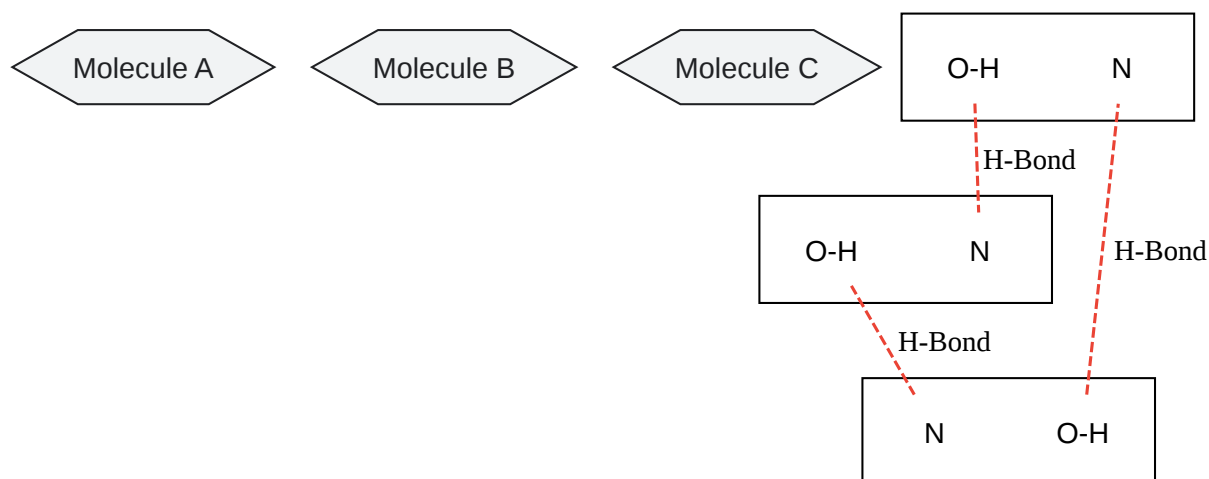 Molecule A
Molecule B
Molecule C
O-H
N
H-Bond
O-H
N
H-Bond
H-Bond
N
O-H